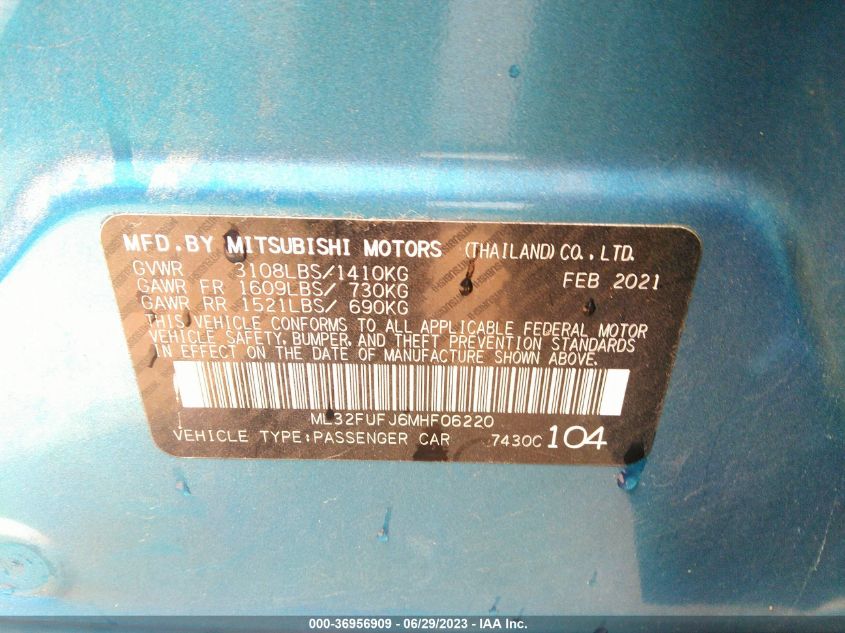 MFD.BY MITSUBISHI MOTORS (THAILAND) CO., LTD.
GVWR 3108LBS/1410KG FEB 2021
GAWR FR 1609LBS/ 730KG
GAWR RR 1521LBS/ 690KG
THIS VEHICLE CONFORMS TO ALL APPLICABLE FEDERAL MOTOR
VEHICLE SAFETY, BUMPER, AND THEFT PREVENTION STANDARDS
IN EFFECT ON THE DATE OF MANUFACTURE SHOWN ABOVE.
ML32FUFJ6MHF06220
VEHICLE TYPE:PASSENGER CAR 7430C 104
000-36956909 - 06/29/2023 - IAA Inc.